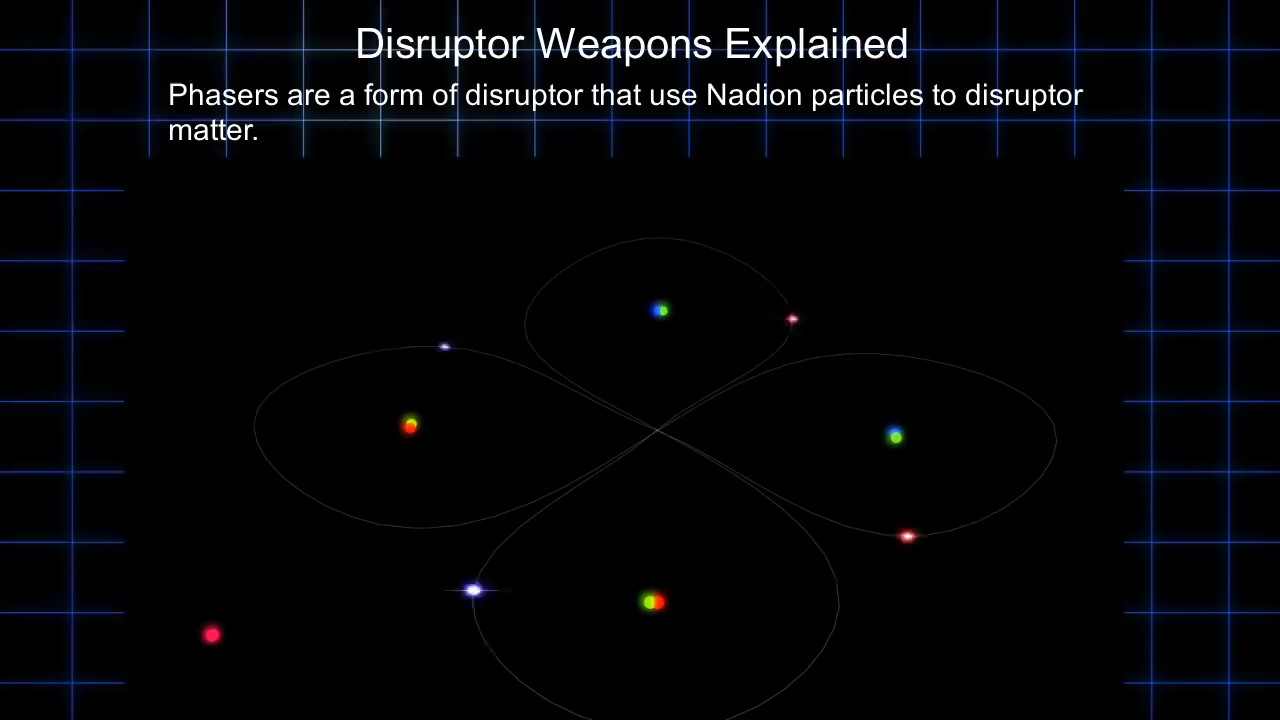 Disruptor Weapons Explained
Phasers are a form of disruptor that use Nadion particles to disruptor
matter.